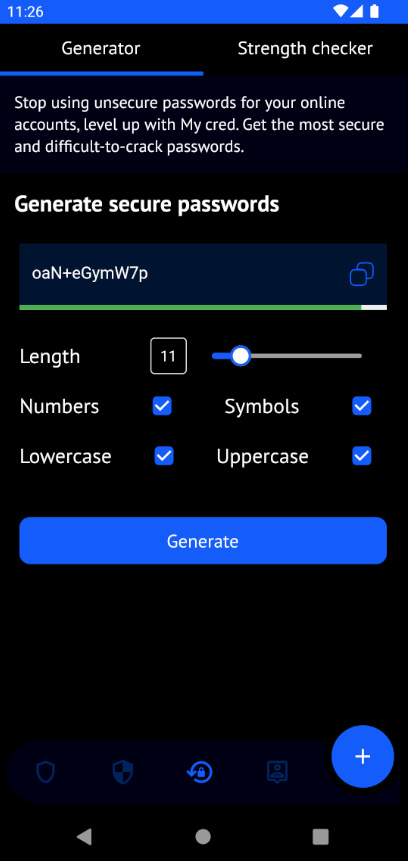 11:26
Generator
Strength checker
Stop using unsecure passwords for your online
accounts, level up with My cred. Get the most secure
and difficult-to-crack passwords.
Generate secure passwords
oaN+eGymW7p
Length 11
Numbers Symbols
Lowercase Uppercase
Generate